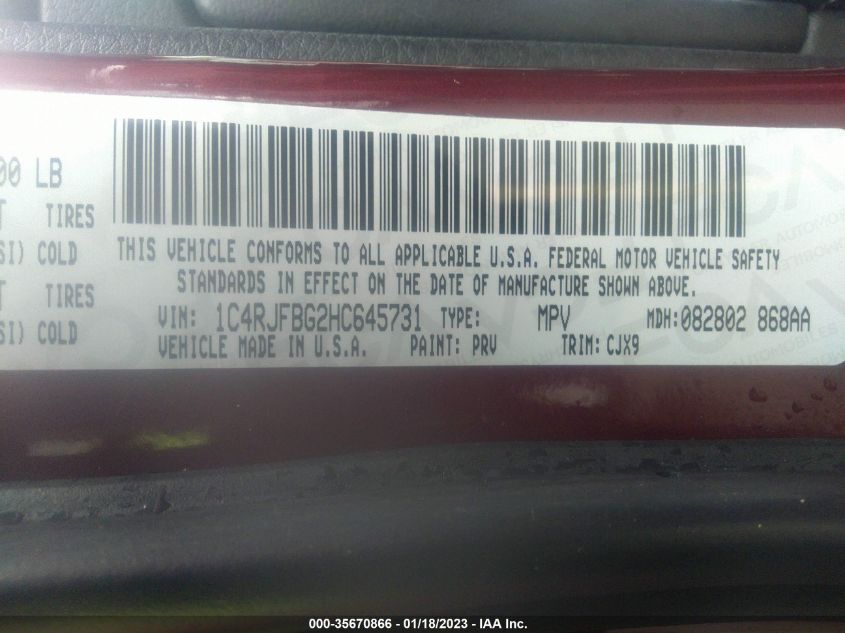 00 LB
TIRES
SI) COLD
TIRES
SI) COLD
THIS VEHICLE CONFORMS TO ALL APPLICABLE U.S.A. FEDERAL MOTOR VEHICLE SAFETY
STANDARDS IN EFFECT ON THE DATE OF MANUFACTURE SHOWN ABOVE.
VIN: 1C4RJFBG2HC645731 TYPE: MPV MDH:082802 868AA
VEHICLE MADE IN U.S.A. PAINT: PRV TRIM: CJX9
000-35670866 - 01/18/2023 - IAA Inc.